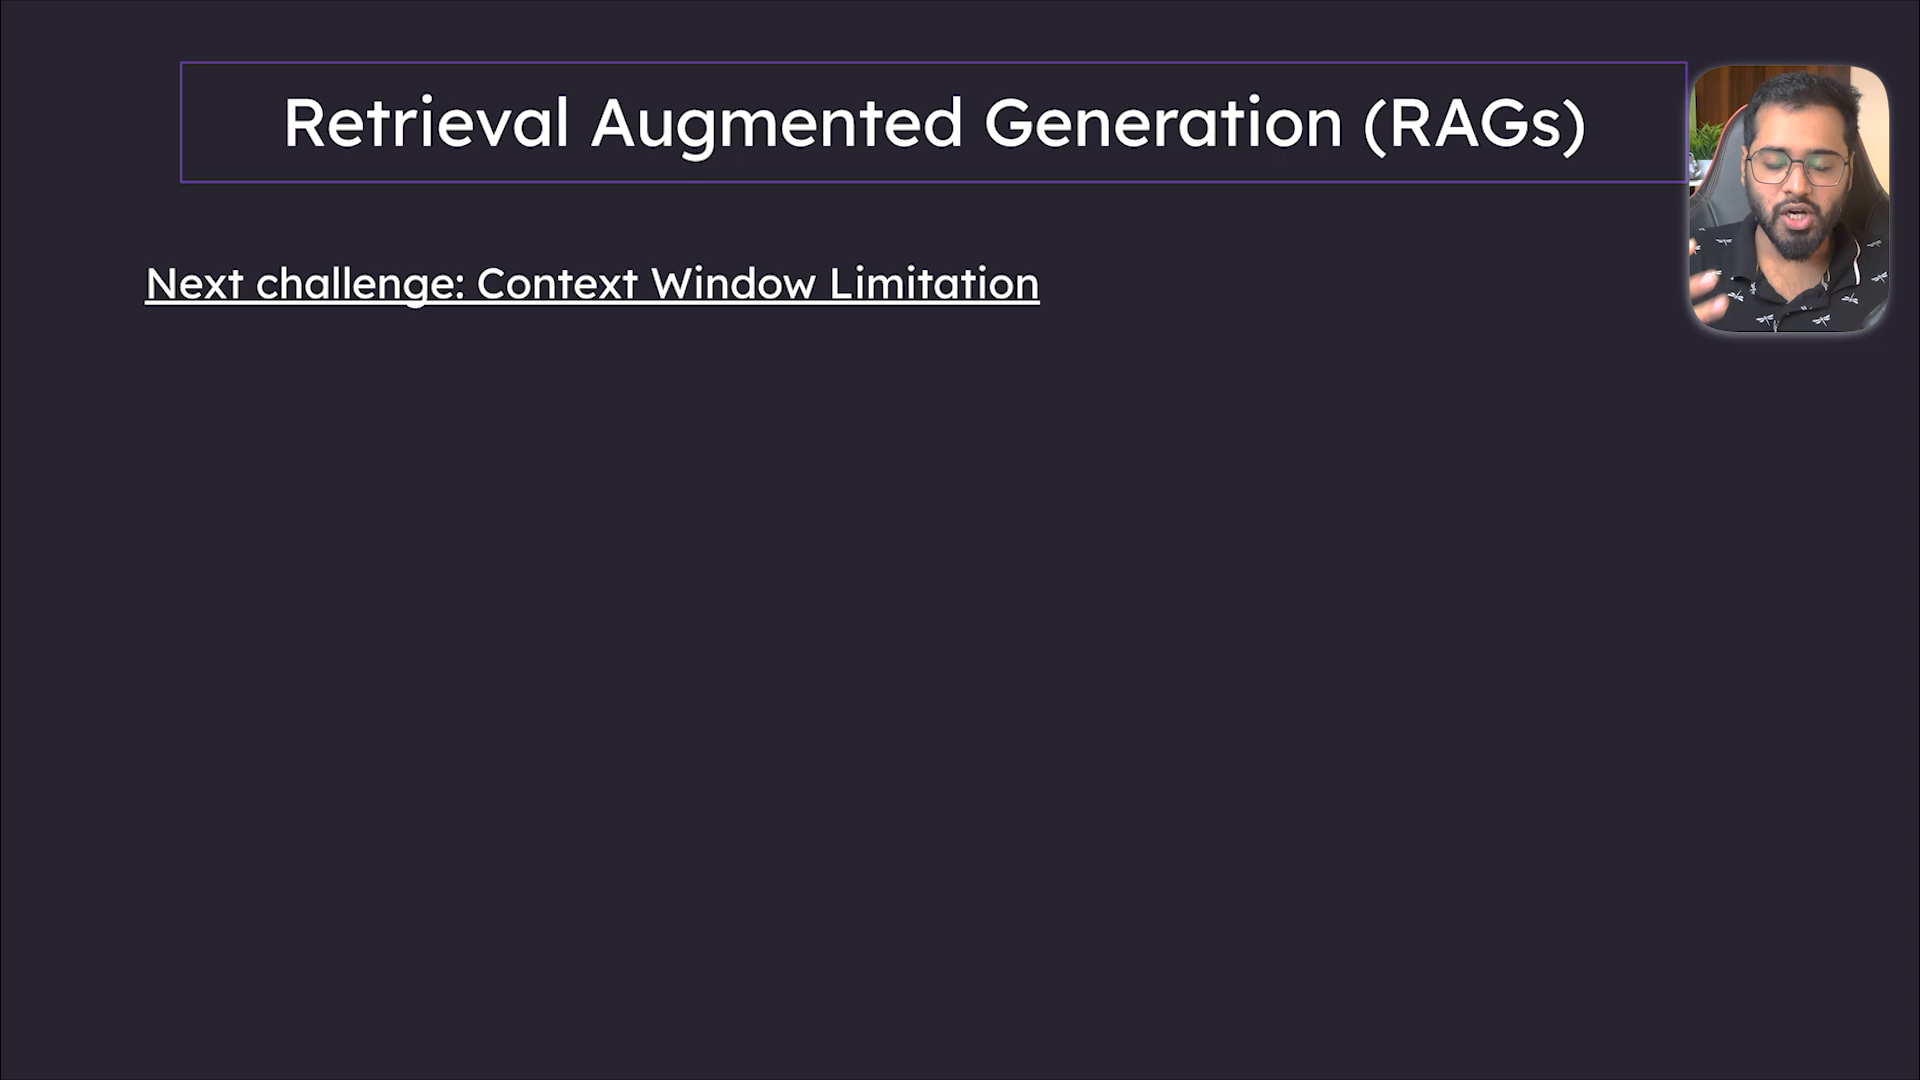 Retrieval Augmented Generation (RAGs)
Next challenge: Context Window Limitation